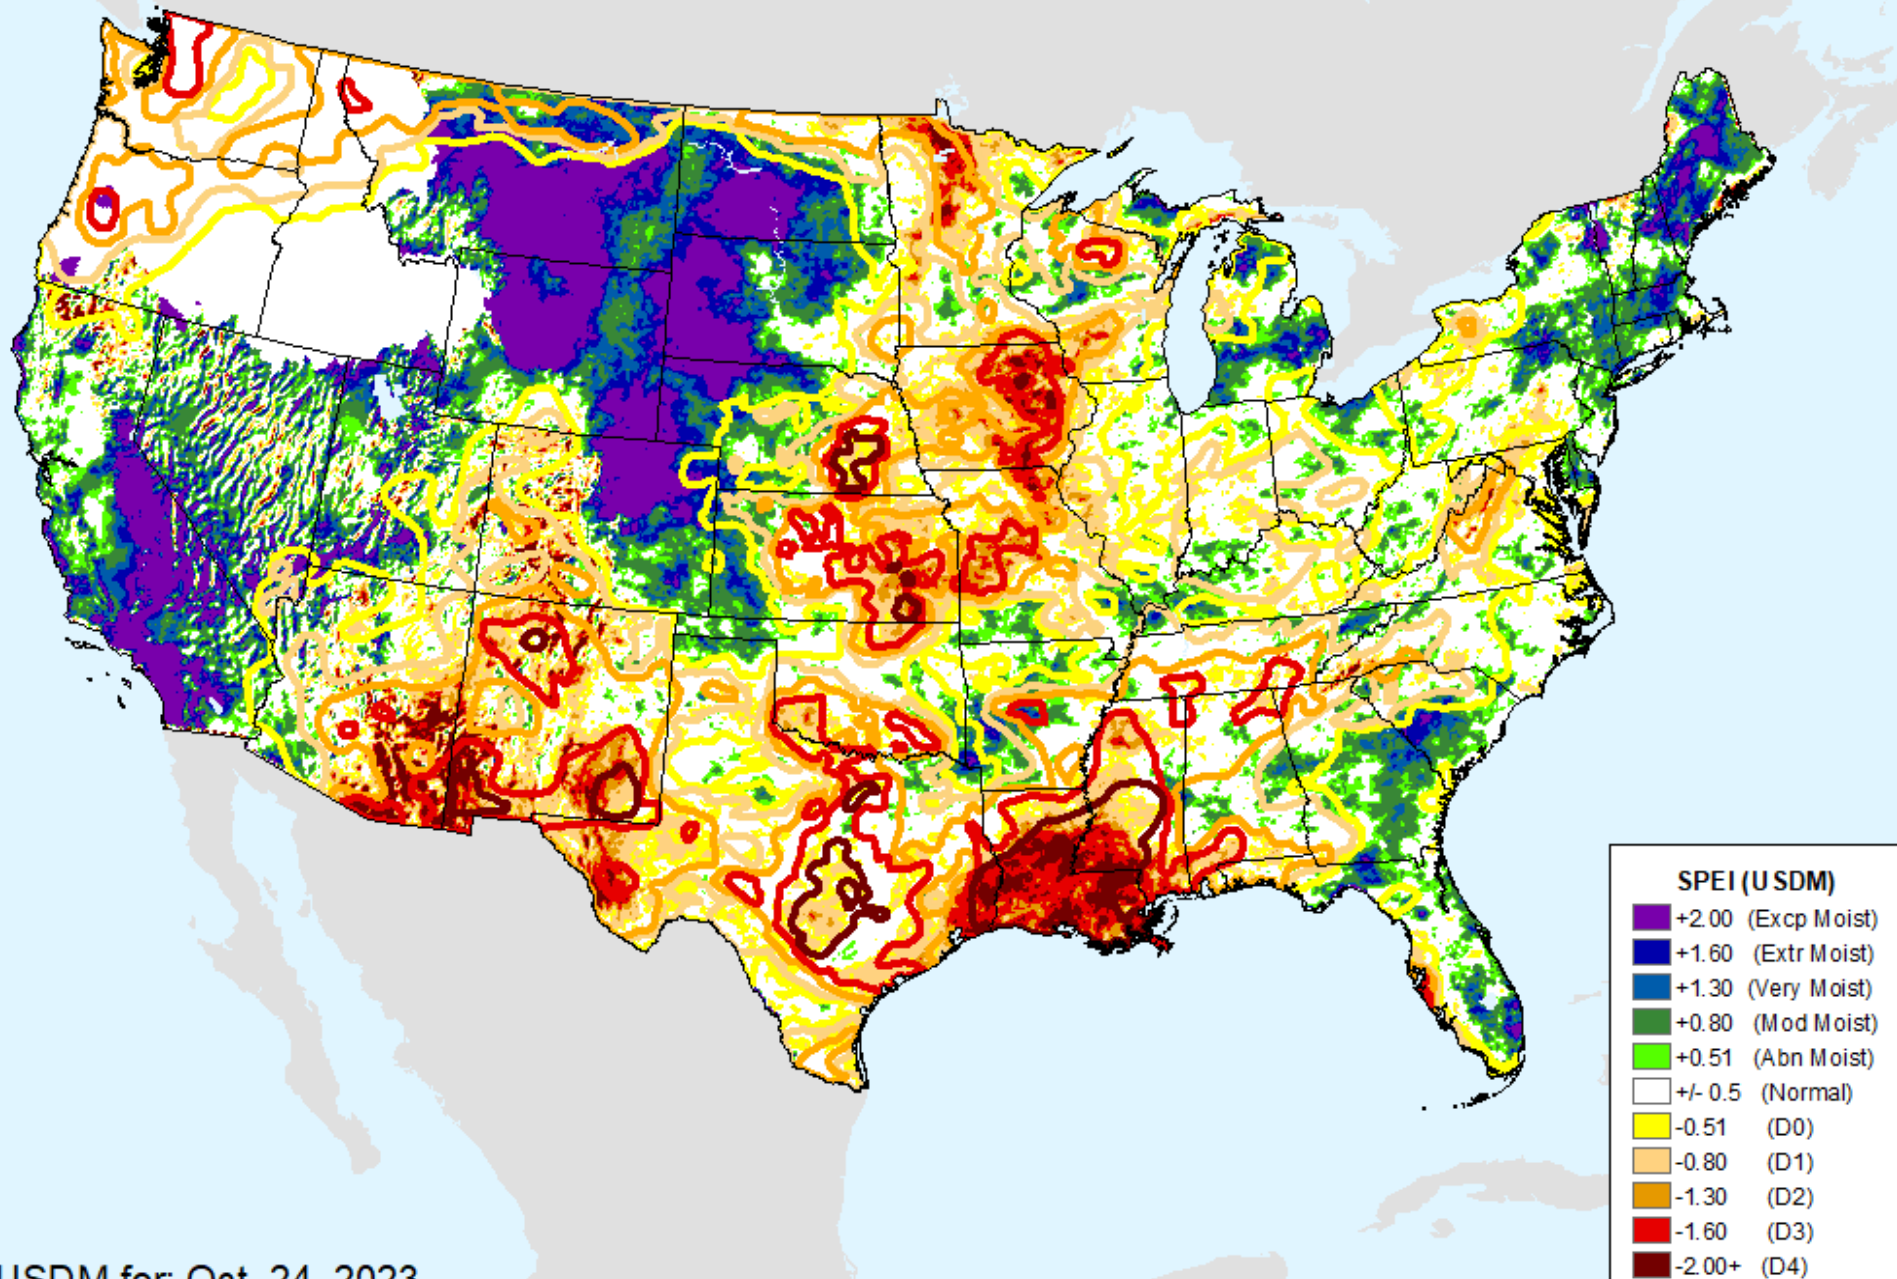 SPEI (USDM)
+2.00 (Excp Moist)
+1.60 (Extr Moist)
+1.30 (Very Moist)
+0.80 (Mod Moist)
+0.51 (Abn Moist)
+/- 0.5 (Normal)
-0.51 (D0)
-0.80 (D1)
-1.30 (D2)
-1.60 (D3)
-2.00+ (D4)
USDM for: Oct. 24, 2023